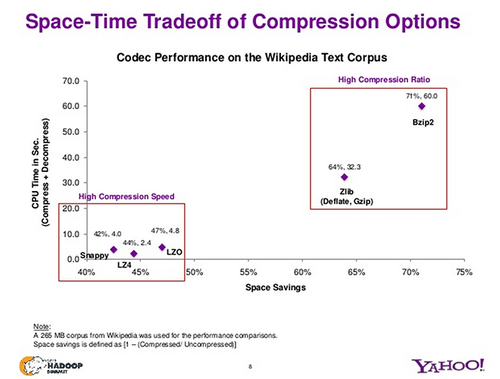 Space-Time Tradeoff of Compression Options
Codec Performance on the Wikipedia Text Corpus
70.0
High Compression Ratio
71%, 60.0
60.0
Bzip2
50.0
CPU Time in Sec.
(Compress + Decompress)
40.0
64%, 32.3
30.0
Zlib
(Deflate, Gzip)
High Compression Speed
20.0
47%, 4.8
42%, 4.0
10.0
44%, 2.4
LZO
Snappy
0.0
LZ4
40%
45%
50%
55%
60%
65%
70%
75%
Space Savings
Note:
A 265 MB corpus from Wikipedia was used for the performance comparisons.
Space savings is defined as [1 – (Compressed/ Uncompressed)]
HADOOP
SUMMIT
8
YAHOO!